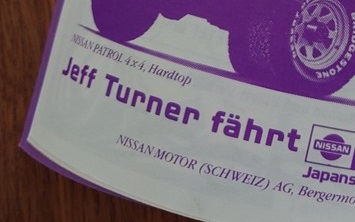 NISSAN PATROL 4x4, Hardtop
Jeff Turner fährt
NISSAN
NISSAN MOTOR (SCHWEIZ) AG, Bergermo
Japans